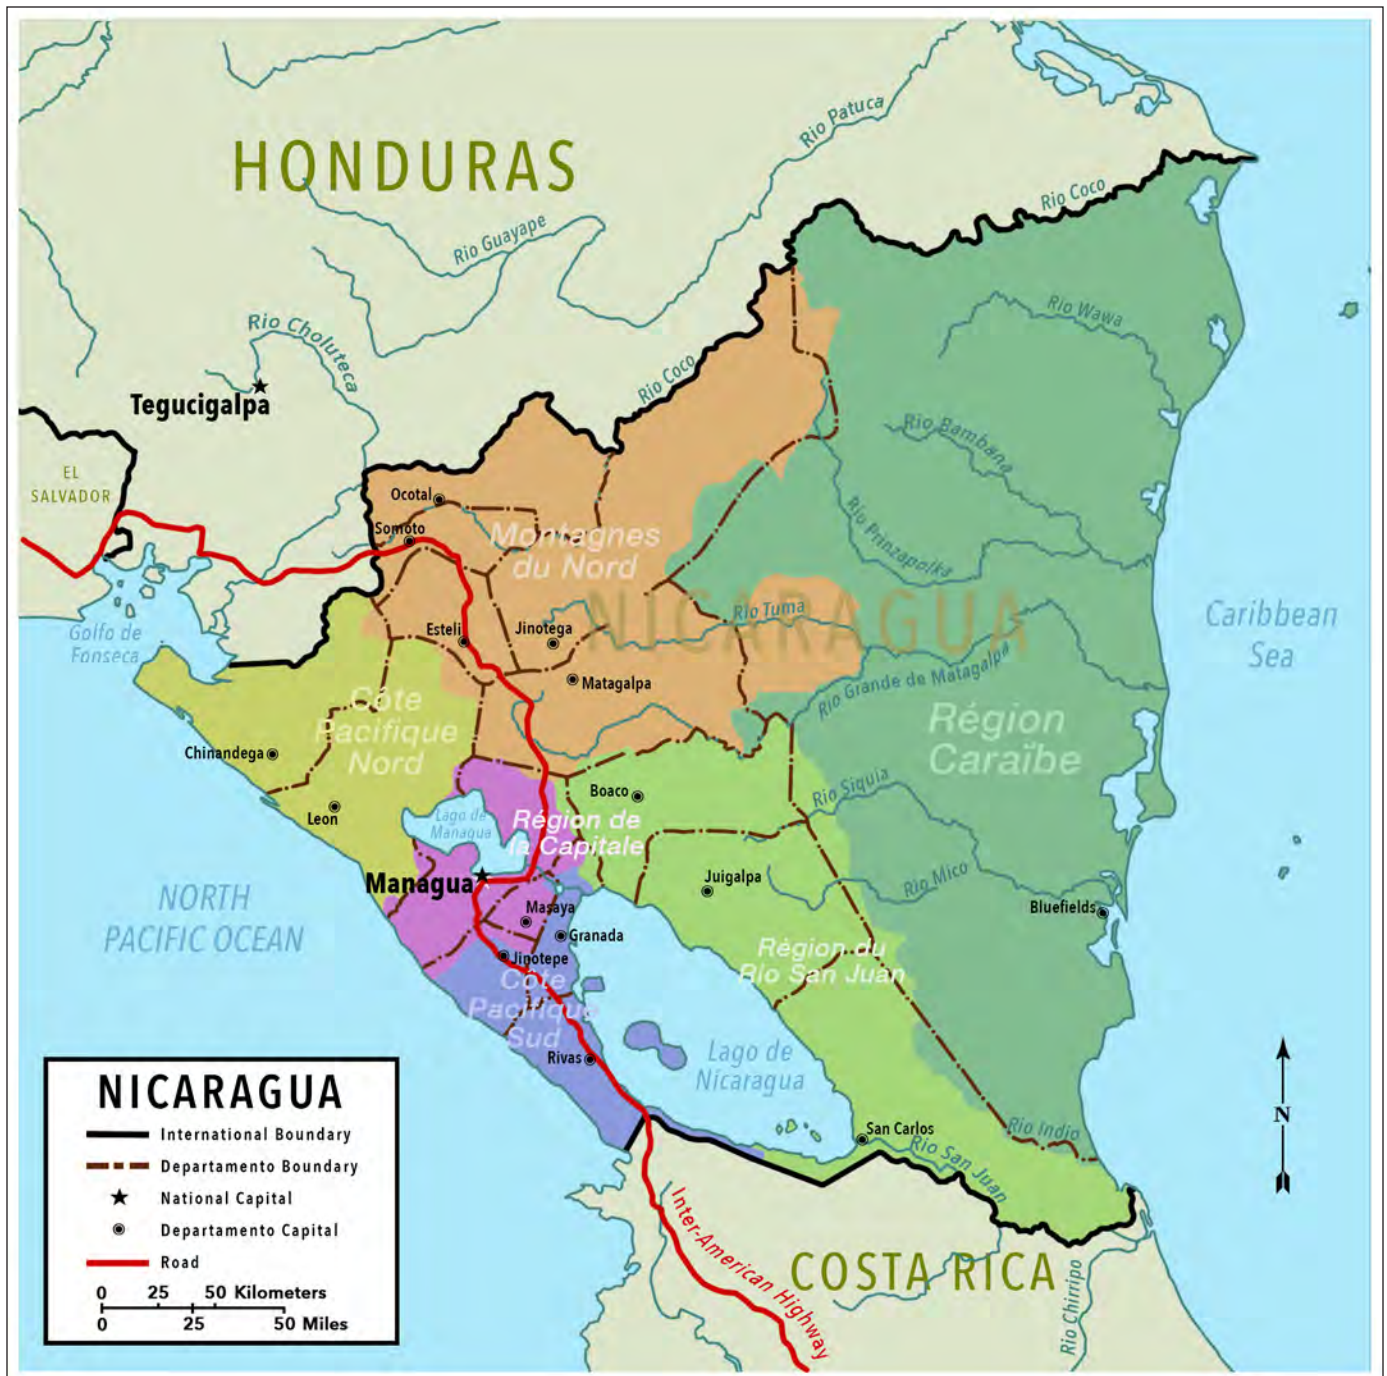 HONDURAS
Rio Patuca
Rio Coco
Rio Guayape
Rio Wawa
Rio Choluteca
Tegucigalpa
Rio Coco
Rio Bambana
EL
SALVADOR
Ocotal
Somoto
Montagnes
du Nord
Rio Prinzapolka
NICARAGUA
Rio Tuma
Caribbean
Sea
Golfo de
Fonseca
Esteli
Jinotega
Matagalpa
Rio Grande de Matagalpa
Côte
Pacifique
Nord
Région
Caraïbe
Chinandega
Leon
Boaco
Rio Siquia
Lago de
Managua
Région de
la Capitale
Managua
Juigalpa
Rio Mico
Masaya
Bluefields
NORTH
PACIFIC OCEAN
Granada
Jinotepe
Région du
Rio San Juan
Côte
Pacifique
Sud
Rivas
Lago de
Nicaragua
San Carlos
Rio San Juan
Rio Indio
N
Inter-American Highway
COSTA RICA
Rio Chirripo
NICARAGUA
International Boundary
Departamento Boundary
National Capital
Departamento Capital
Road
0 25 50 Kilometers
0 25 50 Miles